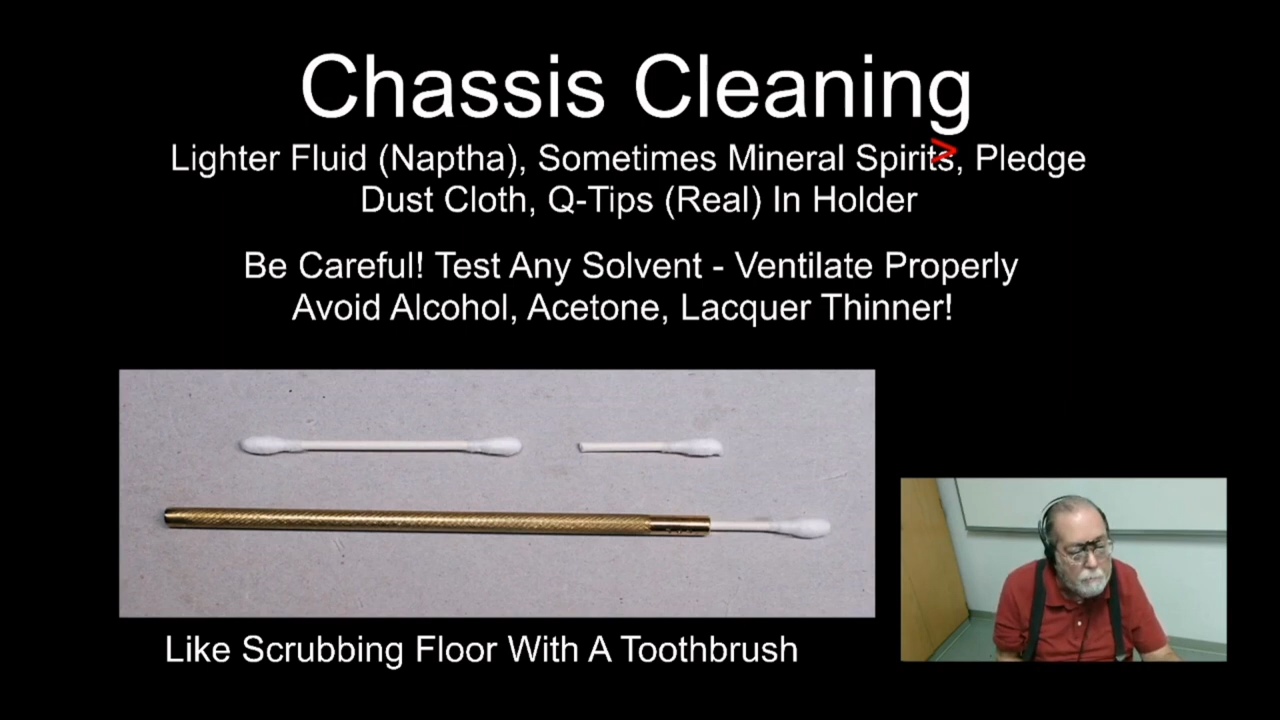 Chassis Cleaning
Lighter Fluid (Naptha), Sometimes Mineral Spirits, Pledge
Dust Cloth, Q-Tips (Real) In Holder
Be Careful! Test Any Solvent - Ventilate Properly
Avoid Alcohol, Acetone, Lacquer Thinner!
Like Scrubbing Floor With A Toothbrush